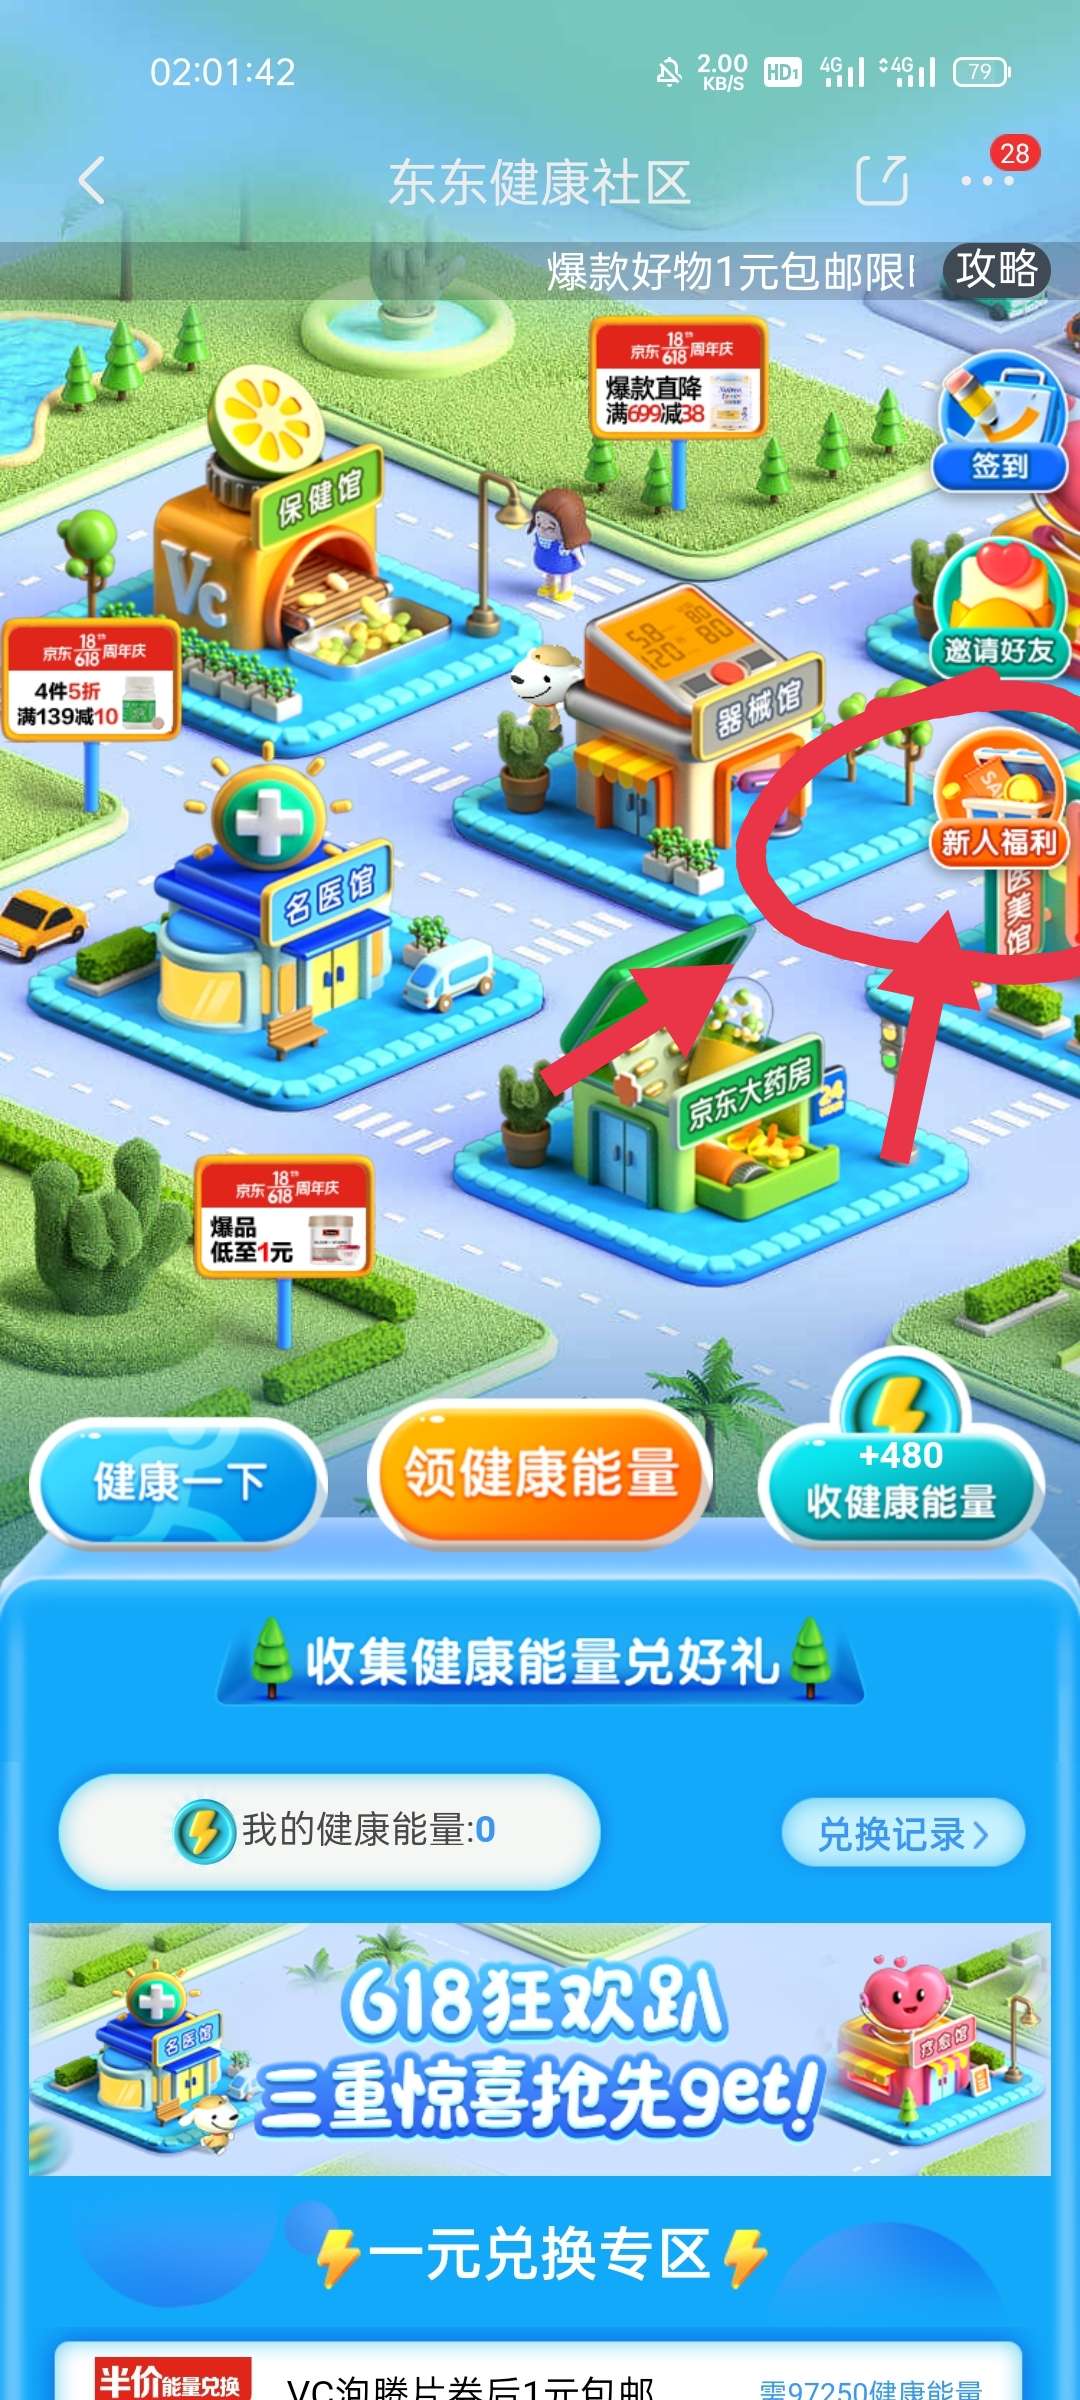 02:01:42
2.00
KB/S
HD1
4G
4G
79
东东健康社区
28
爆款好物1元包邮限
攻略
京东618周年庆
18th
爆款直降
满699减38
签到
保健馆
Vc
邀请好友
京东618周年庆
18th
4件5折
满139减10
器械馆
新人福利
医美馆
名医馆
京东大药房
24
京东618周年庆
18th
爆品
低至1元
+480
健康一下
领健康能量
收健康能量
收集健康能量兑好礼
我的健康能量:0
兑换记录
618狂欢趴
三重惊喜抢先get!
名医馆
疗愈馆
一元兑换专区
半价能量兑换
VC泡腾片券后1元包邮
需97250健康能量